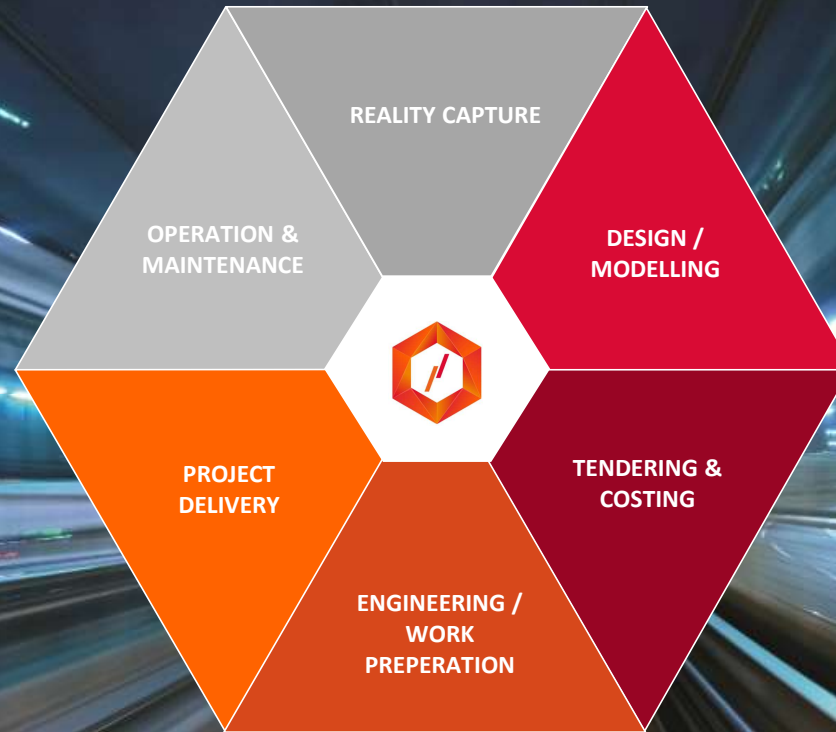 REALITY CAPTURE
DESIGN /
MODELLING
TENDERING &
COSTING
ENGINEERING /
WORK
PREPERATION
PROJECT
DELIVERY
OPERATION &
MAINTENANCE